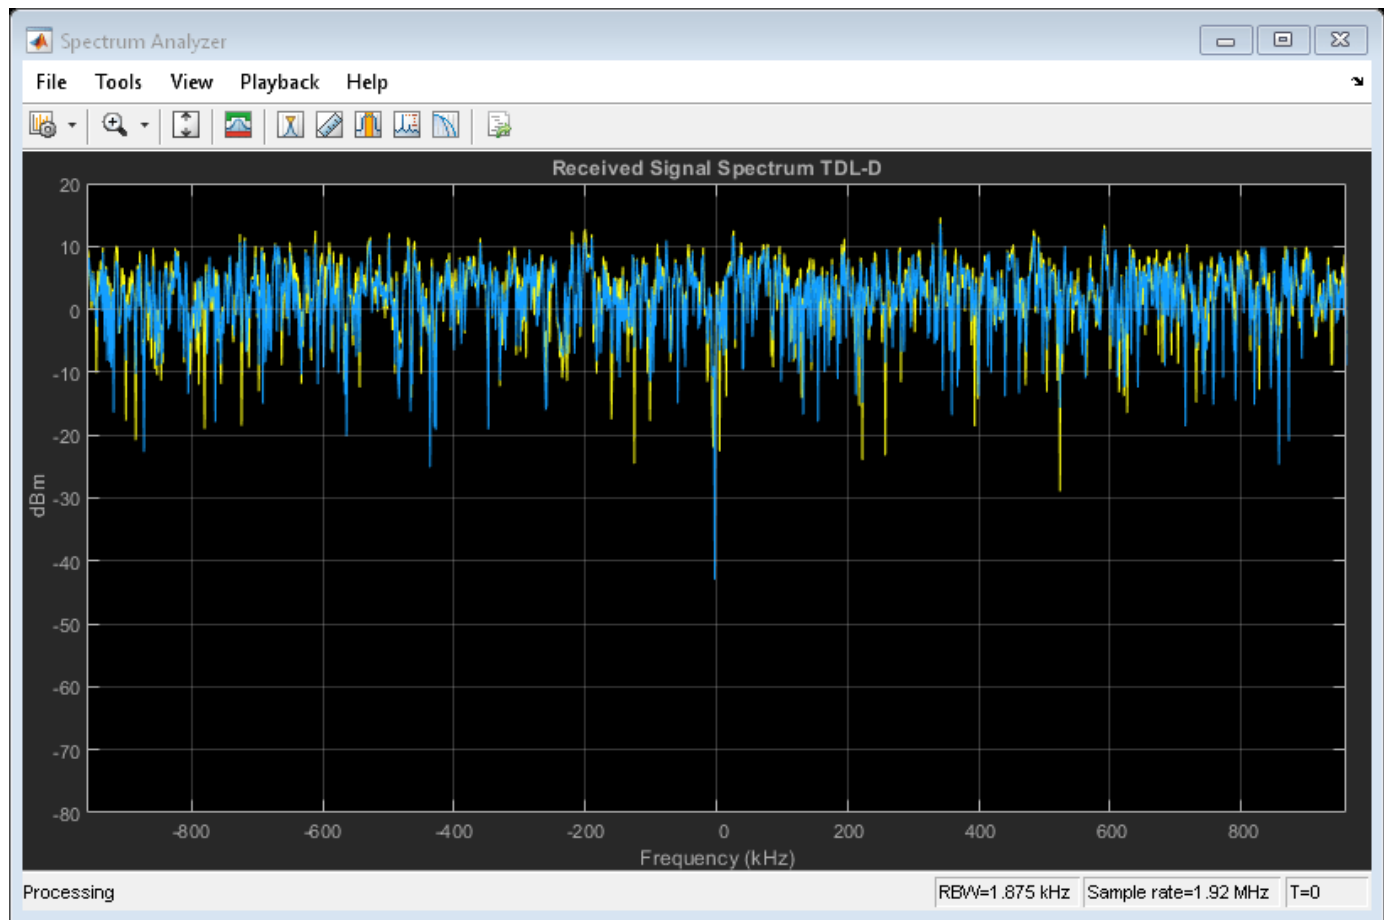 Spectrum Analyzer
File Tools View Playback Help
Received Signal Spectrum TDL-D
20
10
0
-10
-20
-30
-40
-50
-60
-70
-80
dBm
-800 -600 -400 -200 0 200 400 600 800
Frequency (kHz)
Processing RBW=1.875 kHz Sample rate=1.92 MHz T=0